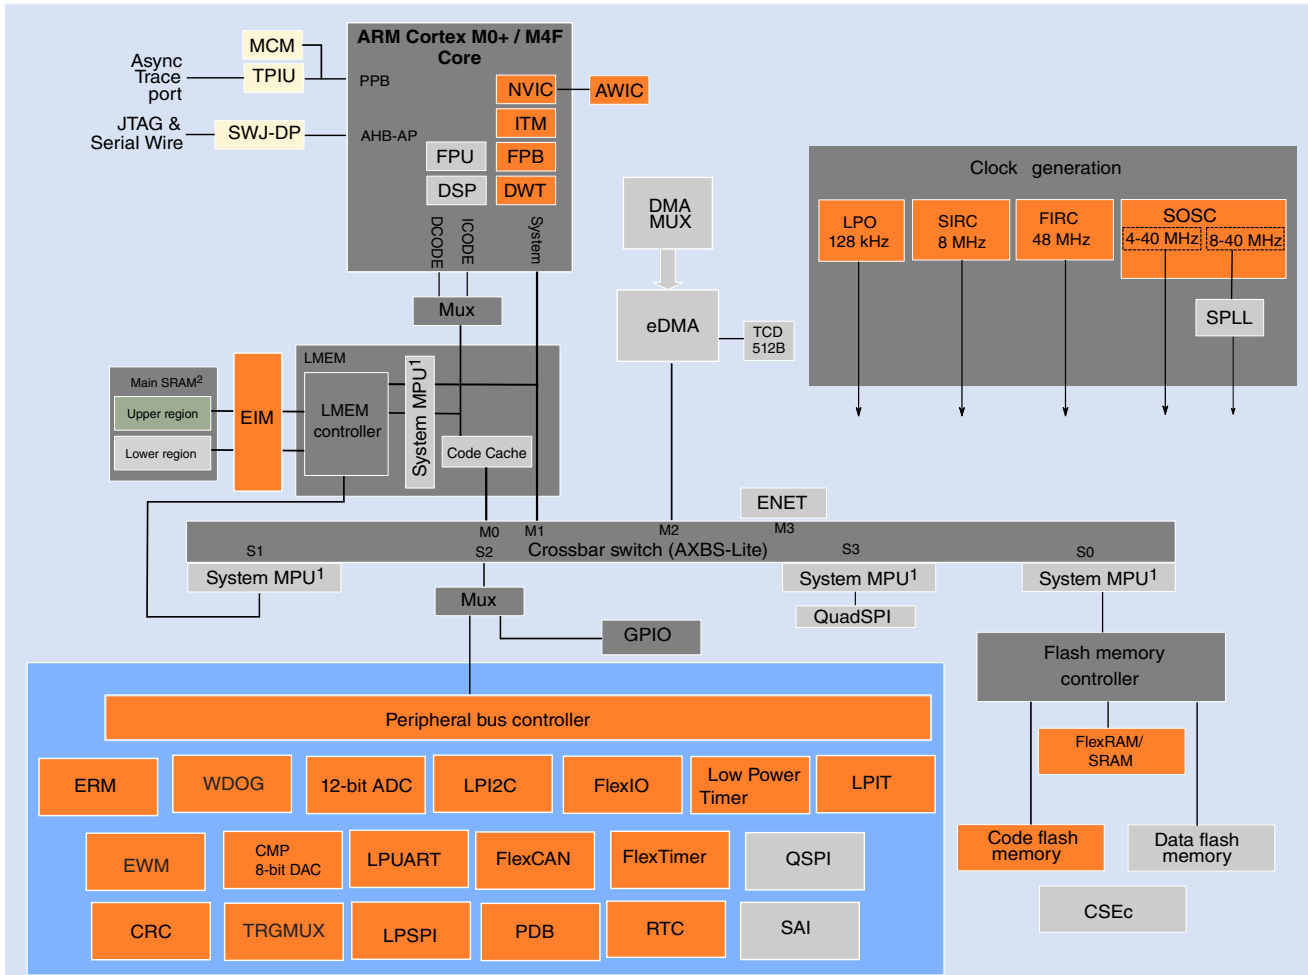 ARM Cortex M0+ / M4F
Core
MCM
TPIU
Async
Trace
port
PPB
JTAG &
Serial Wire
SWJ-DP
AHB-AP
NVIC
AWIC
ITM
FPU
FPB
DSP
DWT
DCODE
ICODE
System
Mux
DMA
MUX
eDMA
TCD
512B
Clock generation
LPO
128 kHz
SIRC
8 MHz
FIRC
48 MHz
SOSC
4-40 MHz
8-40 MHz
SPLL
Main SRAM2
Upper region
Lower region
EIM
LMEM
LMEM
controller
System MPU1
Code Cache
ENET
M0
M1
M2
M3
Crossbar switch (AXBS-Lite)
S1
S2
S3
S0
System MPU1
System MPU1
System MPU1
Mux
GPIO
QuadSPI
Flash memory
controller
FlexRAM/
SRAM
Code flash
memory
Data flash
memory
CSEc
Peripheral bus controller
ERM
WDOG
12-bit ADC
LPI2C
FlexIO
Low Power
Timer
LPIT
EWM
CMP
8-bit DAC
LPUART
FlexCAN
FlexTimer
QSPI
CRC
TRGMUX
LPSPI
PDB
RTC
SAI